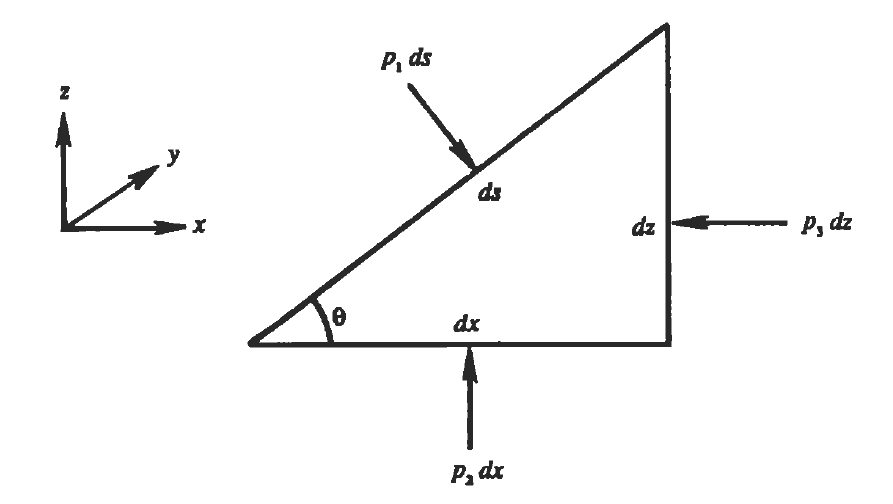 p₁ ds
z
y
x
ds
dz
p₃ dz
θ
dx
p₂ dx